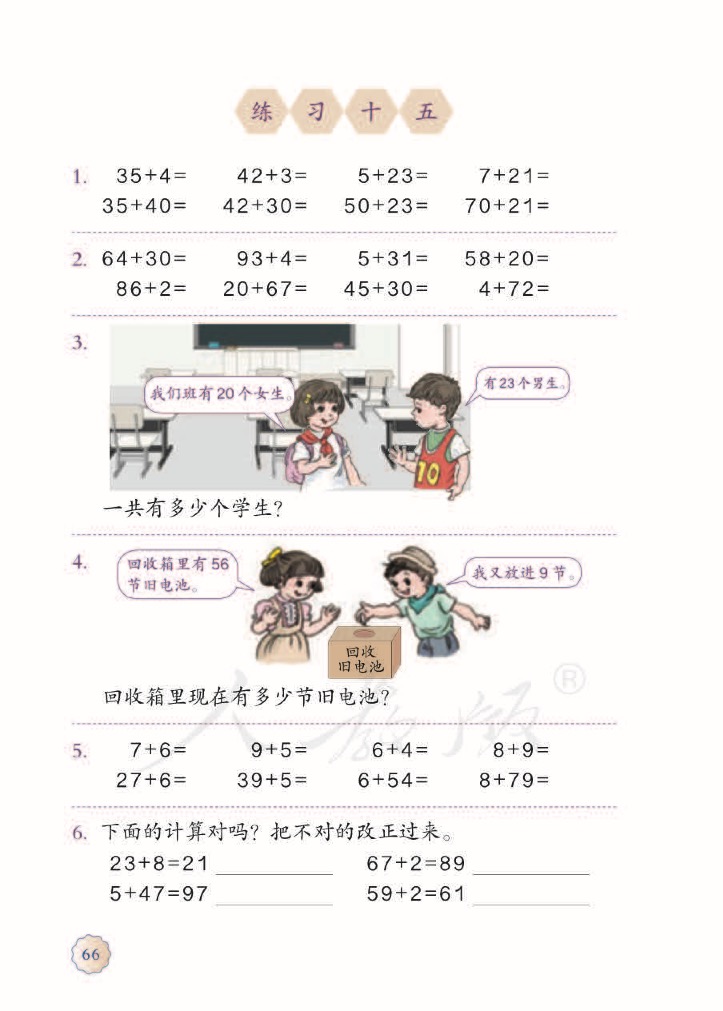 练习十五
1. 35+4= 42+3= 5+23= 7+21=
35+40= 42+30= 50+23= 70+21=
2. 64+30= 93+4= 5+31= 58+20=
86+2= 20+67= 45+30= 4+72=
3.
我们班有20个女生。
有23个男生。
10
一共有多少个学生?
4.
回收箱里有56
节旧电池。
我又放进9节。
回收
旧电池
回收箱里现在有多少节旧电池?
人教版®
5. 7+6= 9+5= 6+4= 8+9=
27+6= 39+5= 6+54= 8+79=
6. 下面的计算对吗?把不对的改正过来。
23+8=21 67+2=89
5+47=97 59+2=61
66